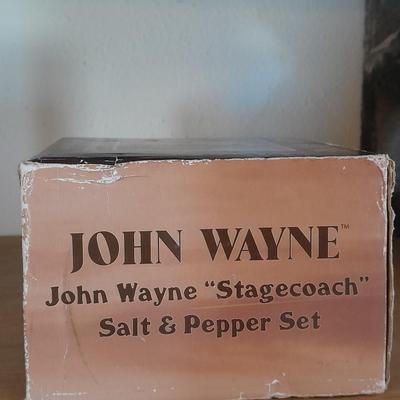 JOHN WAYNE™
John Wayne "Stagecoach"
Salt & Pepper Set